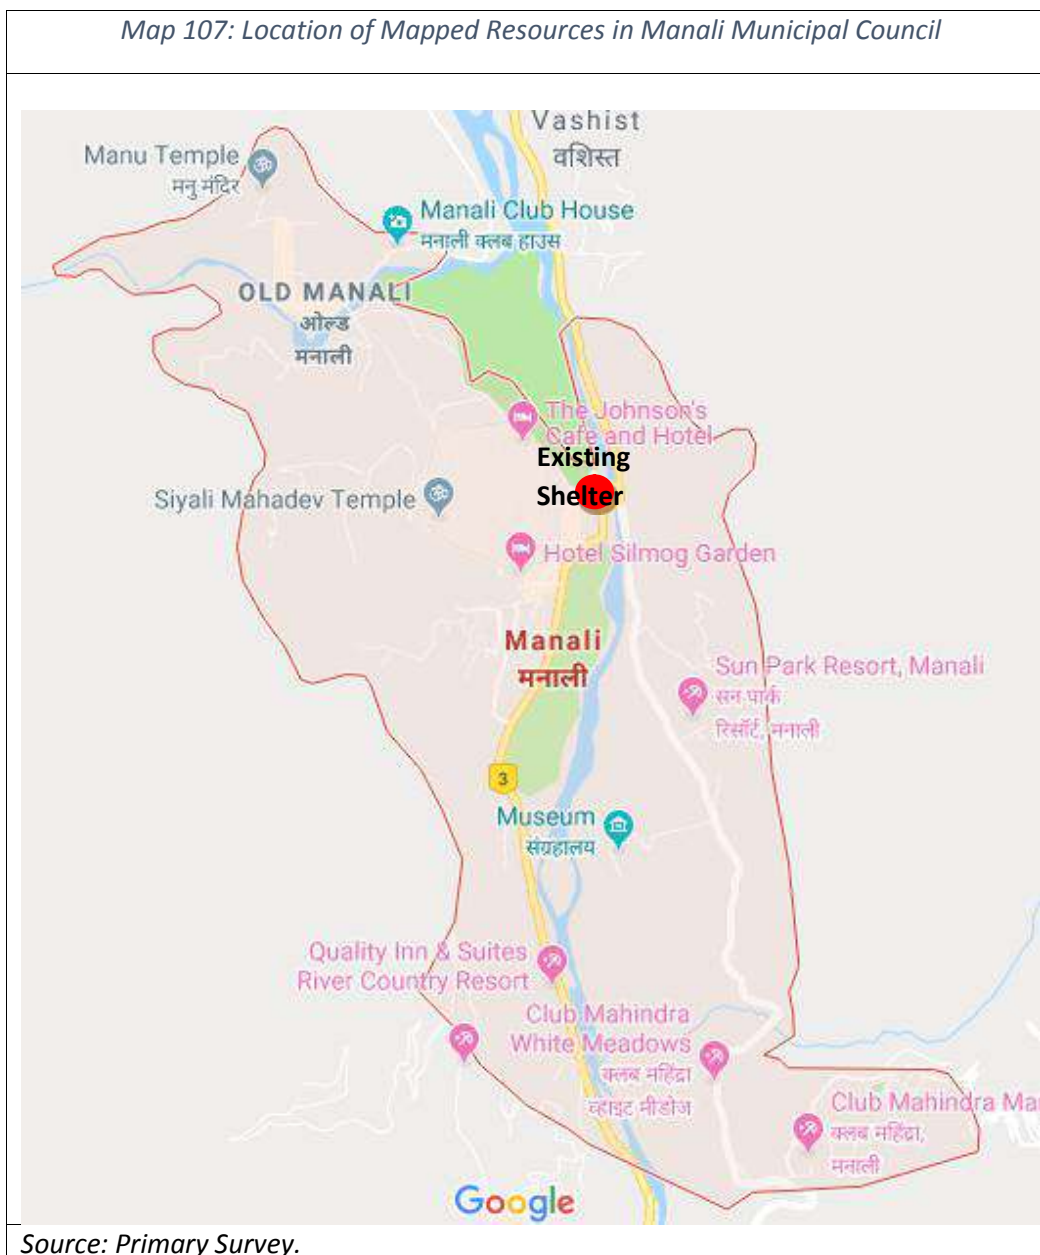 Map 107: Location of Mapped Resources in Manali Municipal Council
Vashist
वशिस्त
Manu Temple
मनु मंदिर
Manali Club House
मनाली क्लब हाउस
OLD MANALI
ओल्ड
मनाली
The Johnson's
Cafe and Hotel
Existing
Shelter
Siyali Mahadev Temple
Hotel Silmog Garden
Manali
मनाली
Sun Park Resort, Manali
सन पार्क
रिसॉर्ट, मनाली
3
Museum
संग्रहालय
Quality Inn & Suites
River Country Resort
Club Mahindra
White Meadows
क्लब महिंद्रा
व्हाइट मीडोज
Club Mahindra Mar
क्लब महिंद्रा,
मनाली
Google
Source: Primary Survey.